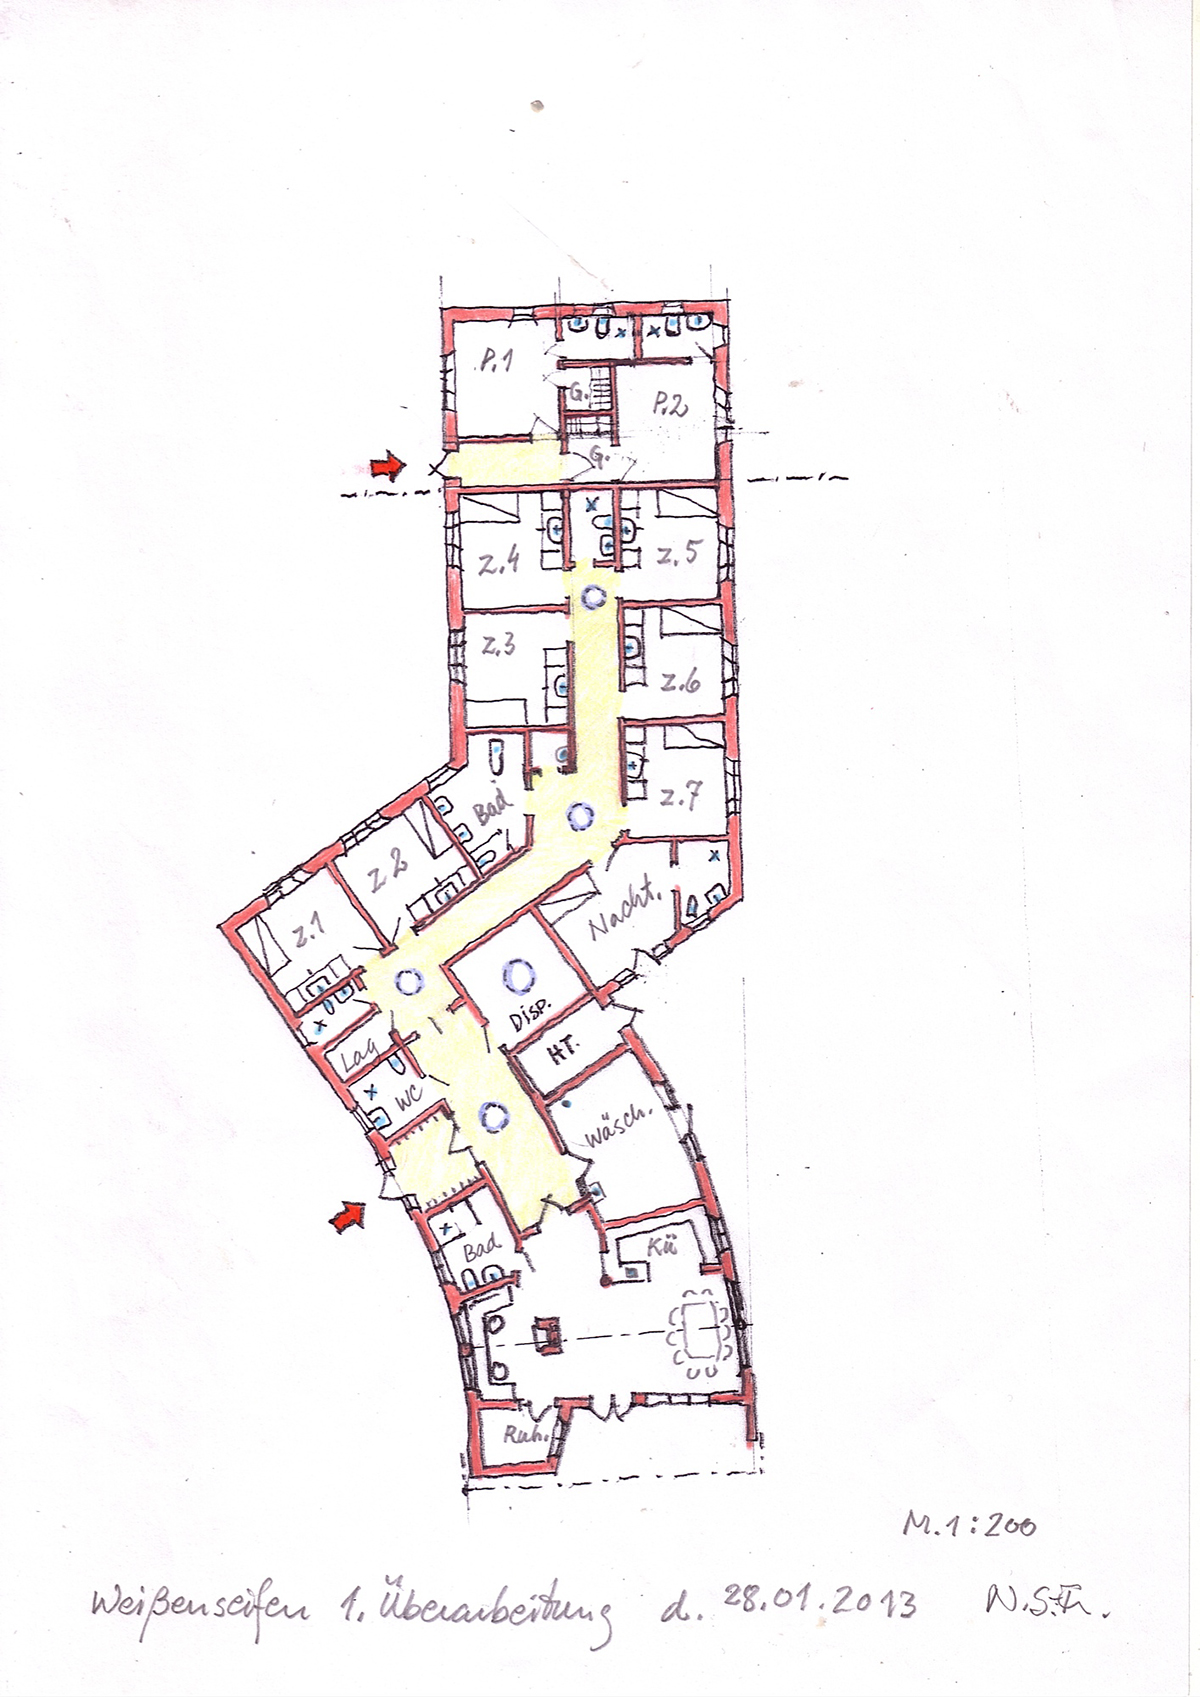 P.1
G.
P.2
G.
Z.4
Z.5
Z.3
Z.6
Z.7
Bad
Z 2
Z.1
Nacht.
Disp.
HT.
Lag
WC
Wäsch.
Bad
Kü
Ruh.
M. 1:200
Weißenseifen 1. Überarbeitung d. 28.01.2013